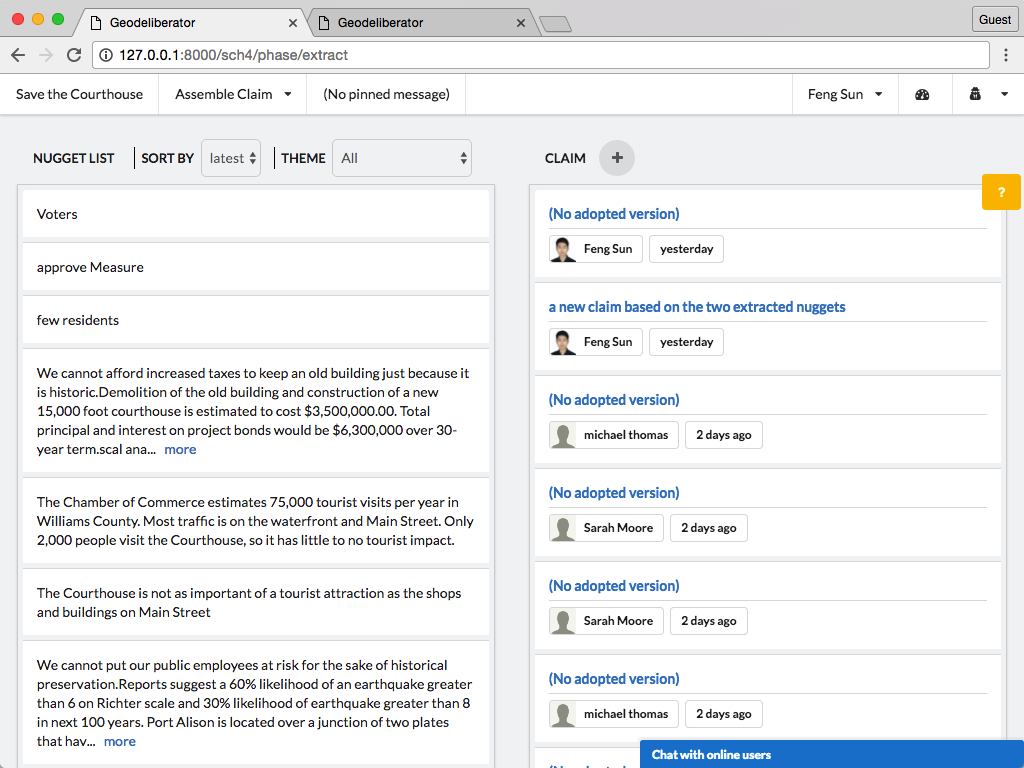 Geodeliberator
Geodeliberator
Guest
127.0.0.1:8000/sch4/phase/extract
Save the Courthouse
Assemble Claim
(No pinned message)
Feng Sun
NUGGET LIST
SORT BY
latest
THEME
All
CLAIM
+
?
Voters
approve Measure
few residents
We cannot afford increased taxes to keep an old building just because it
is historic.Demolition of the old building and construction of a new
15,000 foot courthouse is estimated to cost $3,500,000.00. Total
principal and interest on project bonds would be $6,300,000 over 30-
year term.scal ana... more
The Chamber of Commerce estimates 75,000 tourist visits per year in
Williams County. Most traffic is on the waterfront and Main Street. Only
2,000 people visit the Courthouse, so it has little to no tourist impact.
The Courthouse is not as important of a tourist attraction as the shops
and buildings on Main Street
We cannot put our public employees at risk for the sake of historical
preservation.Reports suggest a 60% likelihood of an earthquake greater
than 6 on Richter scale and 30% likelihood of earthquake greater than 8
in next 100 years. Port Alison is located over a junction of two plates
that hav... more
(No adopted version)
Feng Sun
yesterday
a new claim based on the two extracted nuggets
Feng Sun
yesterday
(No adopted version)
michael thomas
2 days ago
(No adopted version)
Sarah Moore
2 days ago
(No adopted version)
Sarah Moore
2 days ago
(No adopted version)
michael thomas
2 days ago
Chat with online users